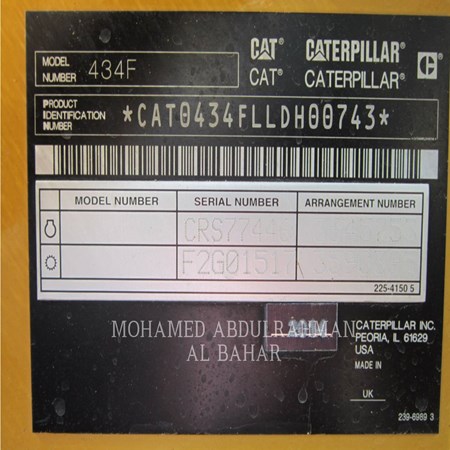 CAT CATERPILLAR
CAT® CATERPILLAR® C
MODEL NUMBER 434F
PRODUCT IDENTIFICATION NUMBER *CAT0434FLLDH00743*
MODEL NUMBER SERIAL NUMBER ARRANGEMENT NUMBER
225-4150 5
MOHAMED ABDULRAHMAN
AL BAHAR
CATERPILLAR INC.
PEORIA, IL 61629
USA
MADE IN
UK
239-8989 3